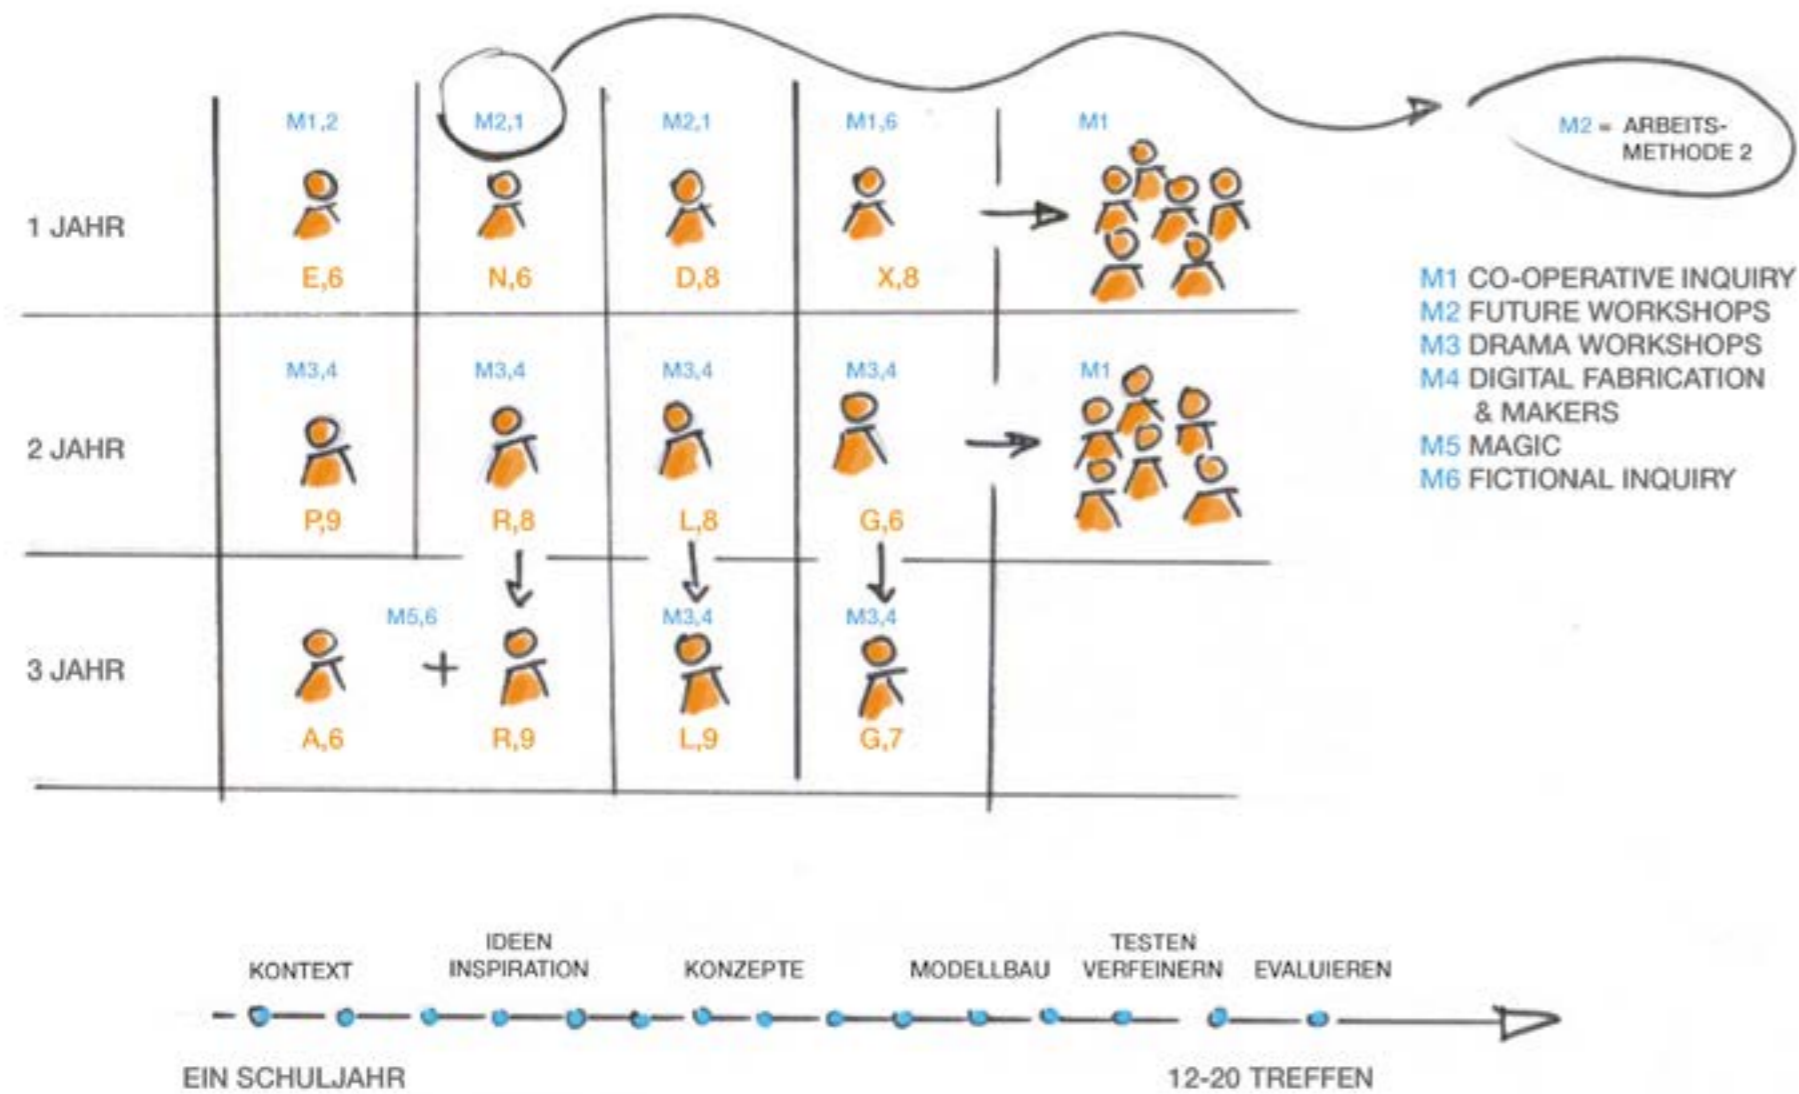 M1,2
M2,1
M2,1
M1,6
M1
M2 = ARBEITS-
METHODE 2
1 JAHR
E,6
N,6
D,8
X,8
M1 CO-OPERATIVE INQUIRY
M2 FUTURE WORKSHOPS
M3 DRAMA WORKSHOPS
M4 DIGITAL FABRICATION
& MAKERS
M5 MAGIC
M6 FICTIONAL INQUIRY
M3,4
M3,4
M3,4
M3,4
M1
2 JAHR
P,9
R,8
L,8
G,6
M5,6
M3,4
M3,4
3 JAHR
+
A,6
R,9
L,9
G,7
KONTEXT
IDEEN
INSPIRATION
KONZEPTE
MODELLBAU
TESTEN
VERFEINERN
EVALUIEREN
EIN SCHULJAHR
12-20 TREFFEN